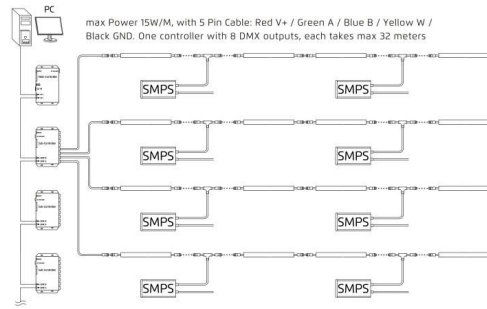 PC
max Power 15W/M, with 5 Pin Cable: Red V+ / Green A / Blue B / Yellow W /
Black GND. One controller with 8 DMX outputs, each takes max 32 meters
SMPS
SMPS
SMPS
SMPS
SMPS
SMPS
SMPS
SMPS